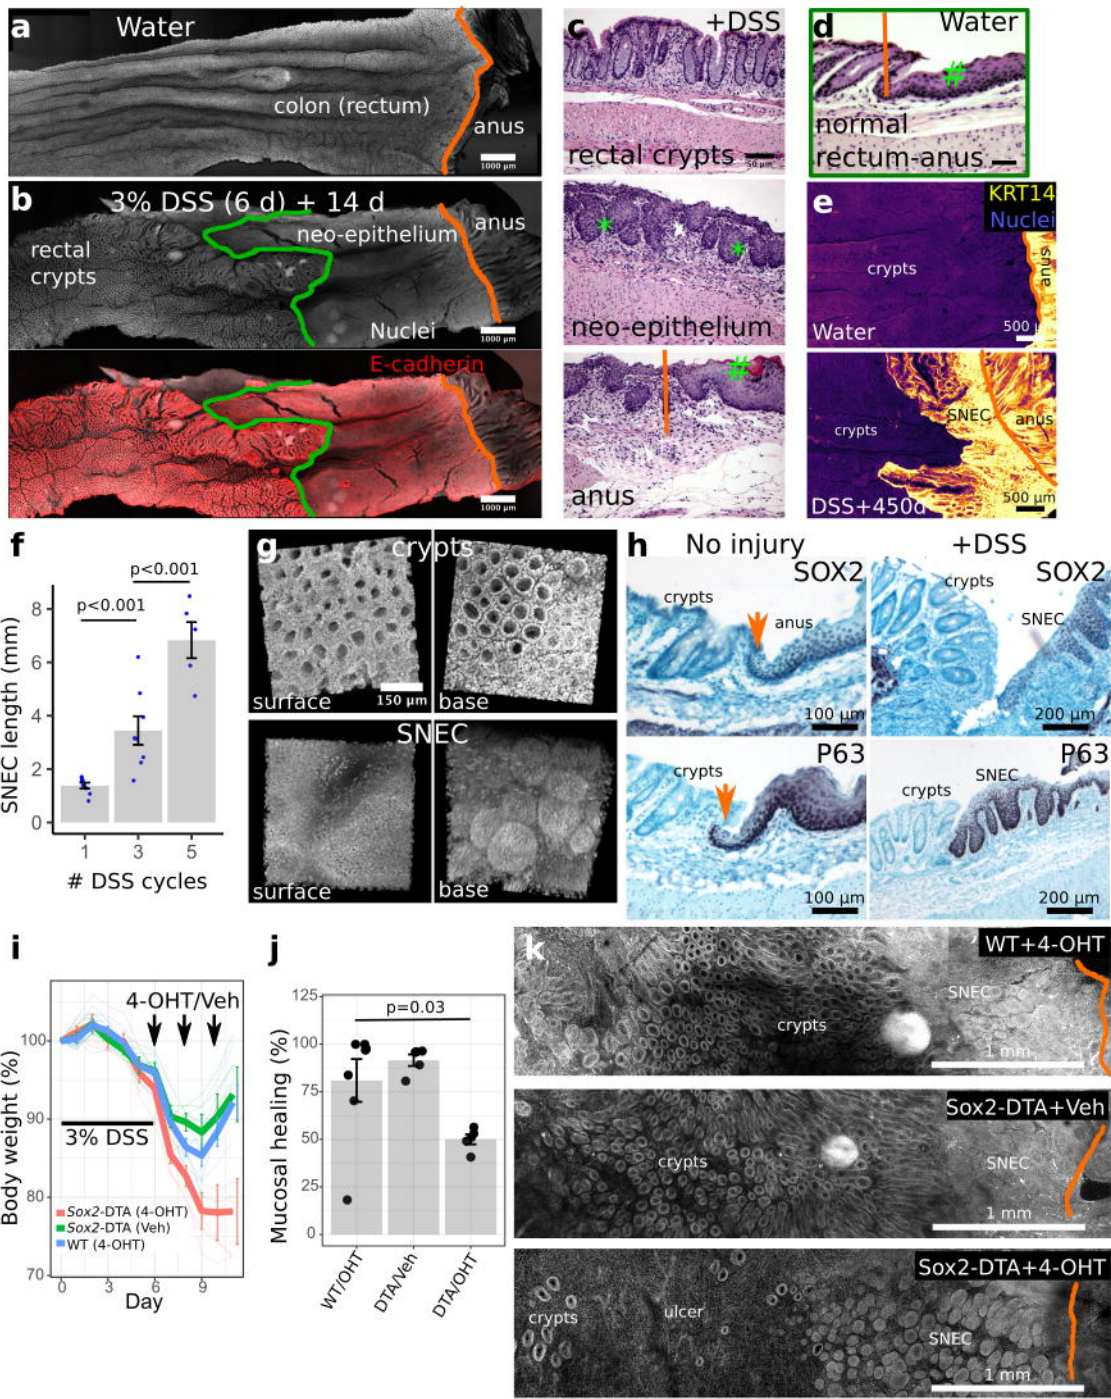 a
Water
colon (rectum)
anus
1000 µm
b
3% DSS (6 d) + 14 d
anus
neo-epithelium
rectal
crypts
Nuclei
1000 µm
E-cadherin
1000 µm
c
+DSS
rectal crypts
50 µm
*
*
neo-epithelium
#
anus
d
Water
#
normal
rectum-anus
e
KRT14
Nuclei
crypts
anus
Water
500 µm
SNEC
anus
crypts
DSS+450d
500 µm
f
p<0.001
p<0.001
SNEC length (mm)
8
6
4
2
0
1
3
5
# DSS cycles
g
crypts
surface
150 µm
base
SNEC
surface
base
h
No injury
+DSS
SOX2
crypts
anus
100 µm
SOX2
crypts
SNEC
200 µm
P63
crypts
100 µm
P63
SNEC
crypts
200 µm
i
4-OHT/Veh
Body weight (%)
100
90
80
70
3% DSS
Sox2-DTA (4-OHT)
Sox2-DTA (Veh)
WT (4-OHT)
0
3
6
9
Day
j
Mucosal healing (%)
125
100
75
50
25
0
p=0.03
WT/OHT
DTA/Veh
DTA/OHT
k
WT+4-OHT
SNEC
crypts
1 mm
Sox2-DTA+Veh
crypts
SNEC
1 mm
Sox2-DTA+4-OHT
crypts
ulcer
SNEC
1 mm